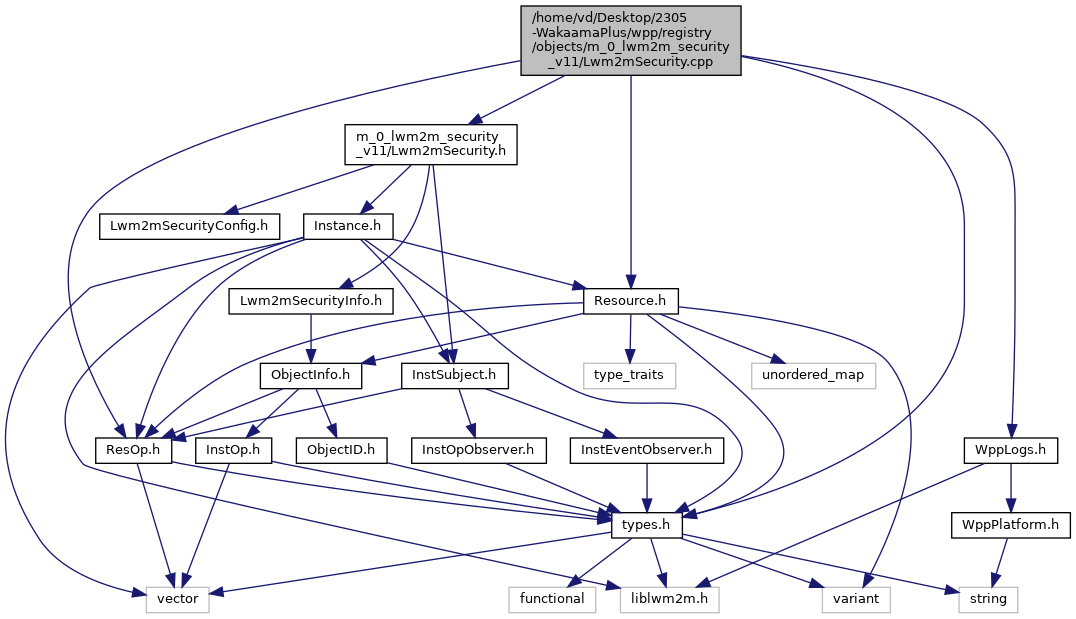 /home/vd/Desktop/2305
-WakaamaPlus/wpp/registry
/objects/m_0_lwm2m_security
_v11/Lwm2mSecurity.cpp
m_0_lwm2m_security
_v11/Lwm2mSecurity.h
Lwm2mSecurityConfig.h
Instance.h
Lwm2mSecurityInfo.h
Resource.h
ObjectInfo.h
InstSubject.h
type_traits
unordered_map
ResOp.h
InstOp.h
ObjectID.h
InstOpObserver.h
InstEventObserver.h
WppLogs.h
types.h
WppPlatform.h
vector
functional
liblwm2m.h
variant
string